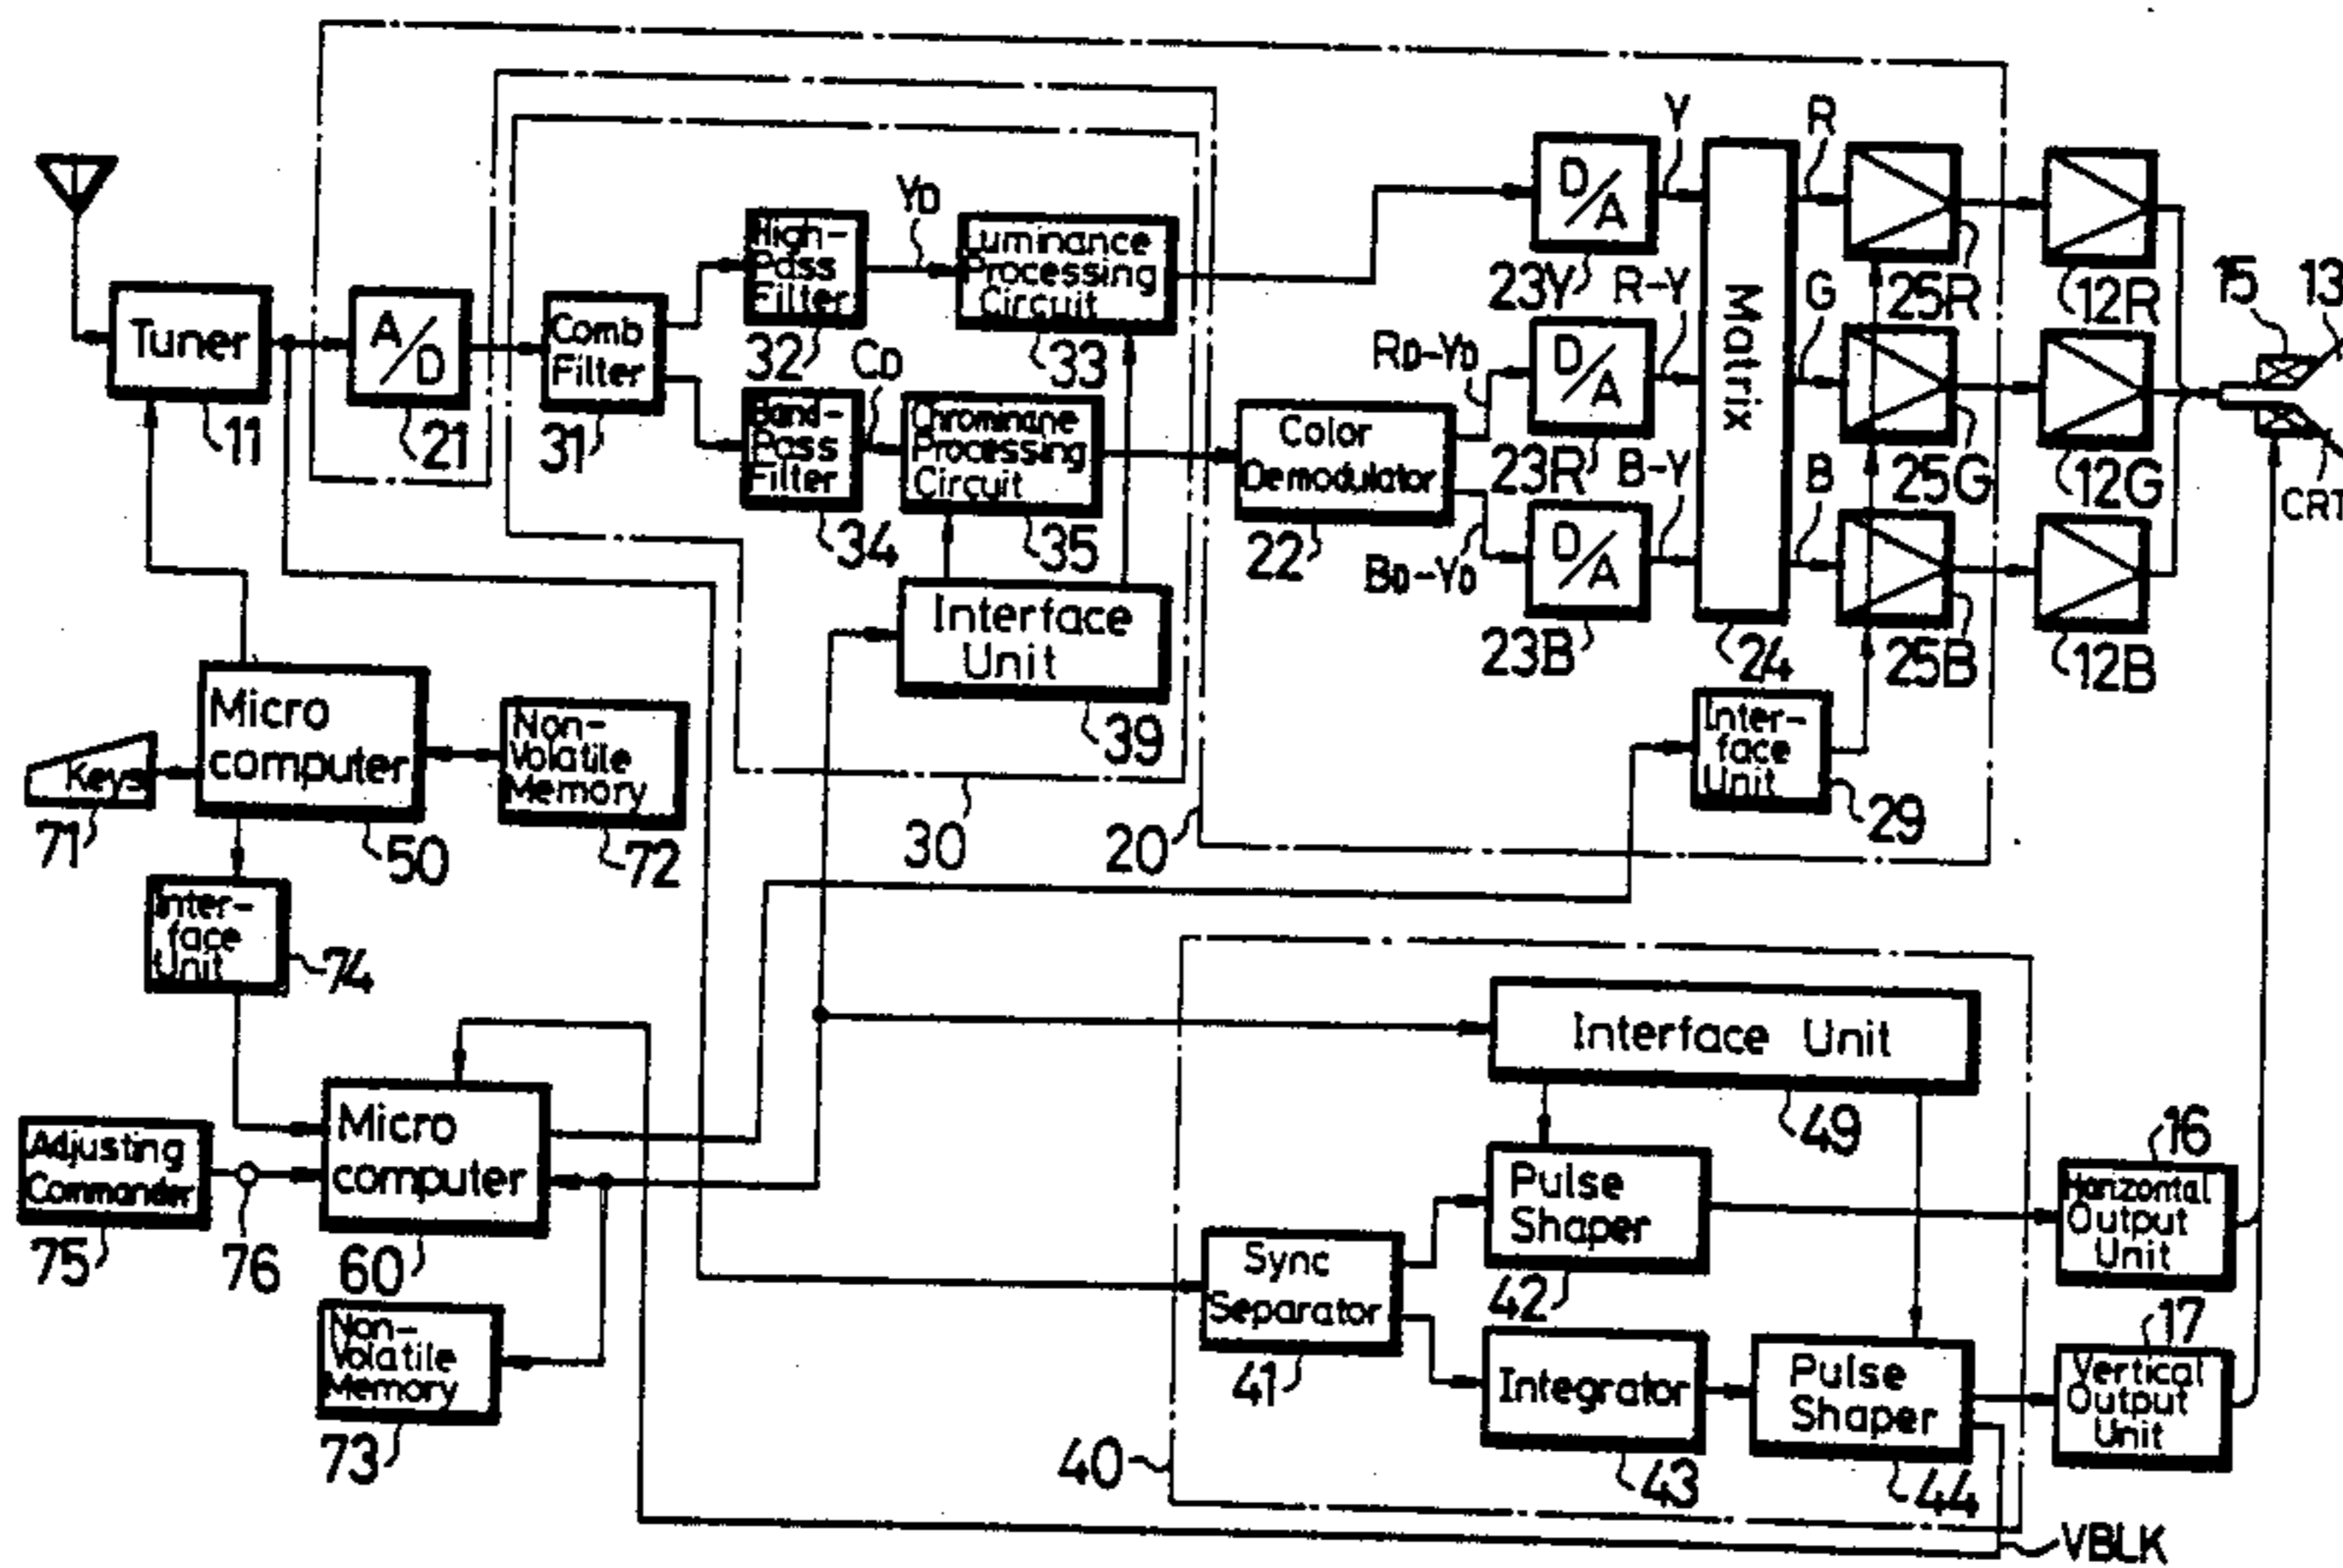 Tuner
11
A/D
21
Comb
Filter
31
High-
Pass
Filter
32
YD
Luminance
Processing
Circuit
33
Band-
Pass
Filter
34
CD
Chrominane
Processing
Circuit
35
Interface
Unit
39
30
20
Color
Demodulator
22
RD-YD
BD-YD
D/A
23Y
D/A
23R
D/A
23B
Y
R-Y
B-Y
Matrix
24
R
G
B
25R
25G
25B
12R
12G
12B
15
13
CRT
Inter-
face
Unit
29
Micro
computer
50
Keys
71
Non-
Volatile
Memory
72
Inter-
face
Unit
74
Adjusting
Commander
75
76
Micro
computer
60
Non-
Volatile
Memory
73
Interface Unit
49
Sync
Separator
41
Pulse
Shaper
42
Integrator
43
Pulse
Shaper
44
40
Horizontal
Output
Unit
16
Vertical
Output
Unit
17
VBLK